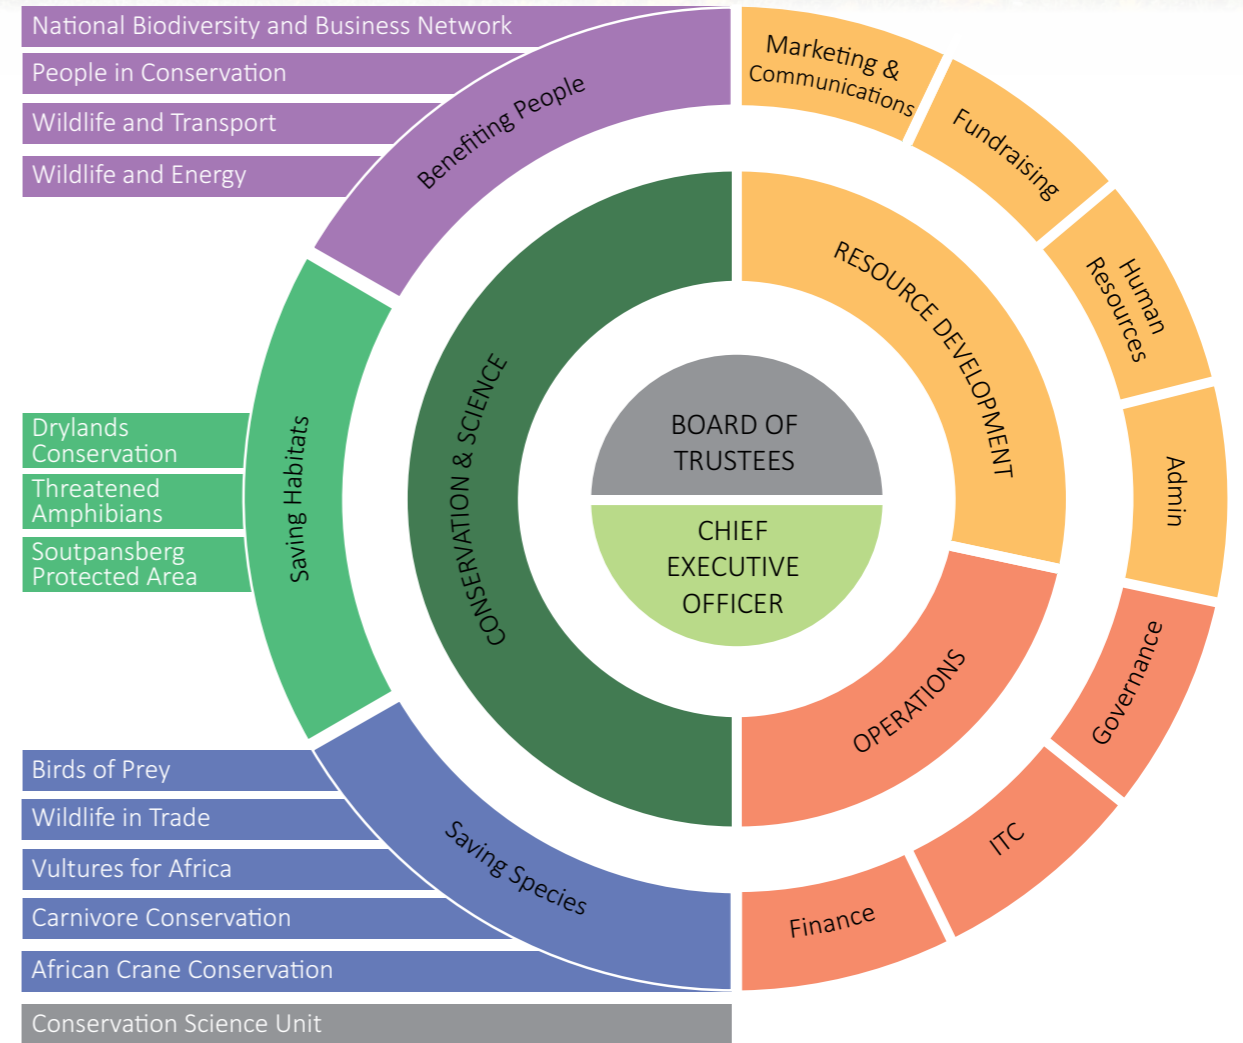 National Biodiversity and Business Network
People in Conservation
Wildlife and Transport
Wildlife and Energy
Benefiting People
Drylands
Conservation
Threatened
Amphibians
Soutpansberg
Protected Area
Saving Habitats
Birds of Prey
Wildlife in Trade
Vultures for Africa
Carnivore Conservation
African Crane Conservation
Saving Species
Conservation Science Unit
CONSERVATION & SCIENCE
BOARD OF
TRUSTEES
CHIEF
EXECUTIVE
OFFICER
RESOURCE DEVELOPMENT
OPERATIONS
Marketing &
Communications
Fundraising
Human
Resources
Admin
Governance
ITC
Finance